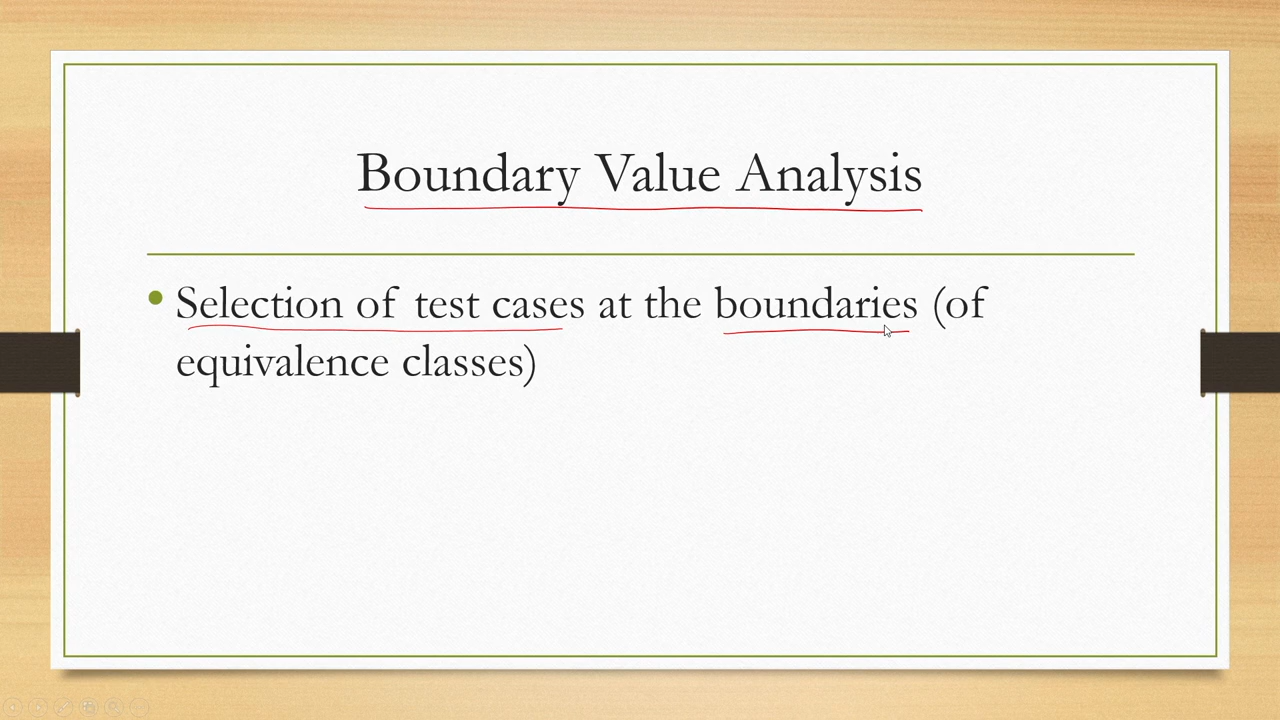 Boundary Value Analysis
• Selection of test cases at the boundaries (of
equivalence classes)